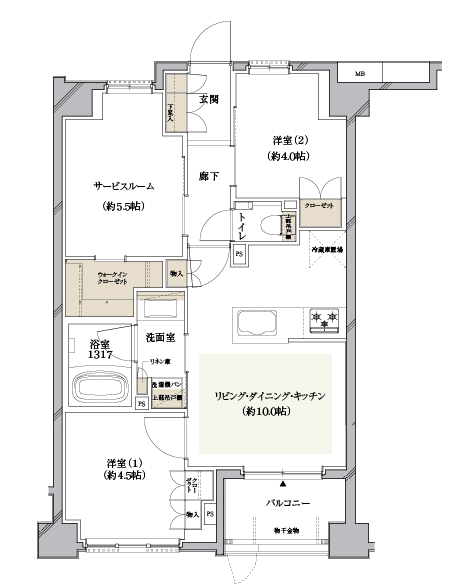 MB
玄関
下足入
洋室(2)
(約4.0帖)
サービスルーム
(約5.5帖)
廊下
クローゼット
トイレ
上部吊戸棚
PS
冷蔵庫置場
ウォークイン
クローゼット
物入
浴室
1317
洗面室
リネン庫
洗濯機パン
上部吊戸棚
PS
リビング・ダイニング・キッチン
(約10.0帖)
洋室(1)
(約4.5帖)
クローゼット
物入
PS
バルコニー
物干金物